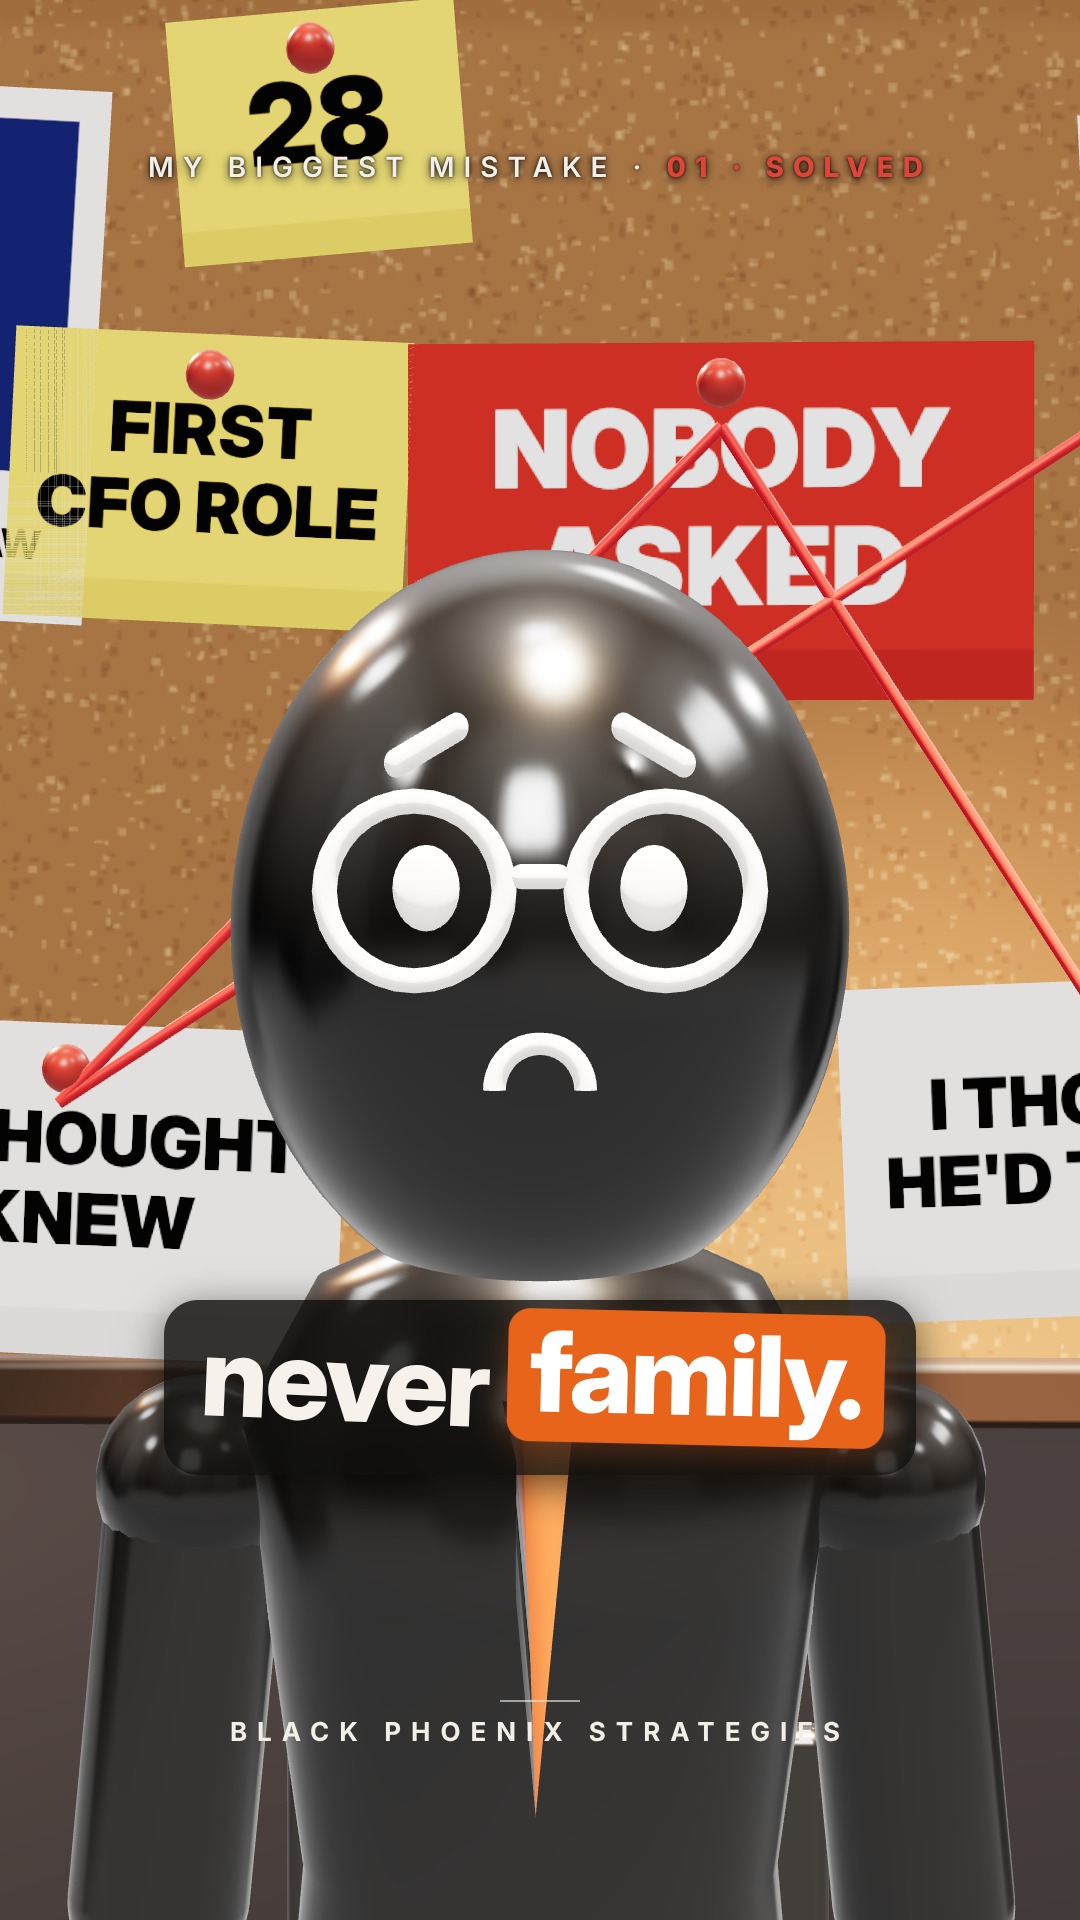 28
MY BIGGEST MISTAKE · 01 · SOLVED
FIRST
CFO ROLE
NOBODY
ASKED
HOUGHT
KNEW
I THO
HE'D T
never family.
BLACK PHOENIX STRATEGIES